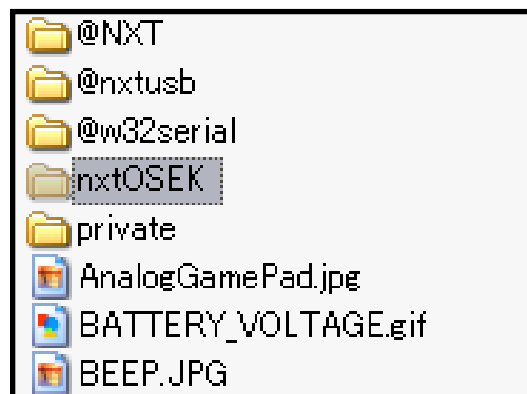 @NXT
@nxtusb
@w32serial
nxtOSEK
private
AnalogGamePad.jpg
BATTERY_VOLTAGE.gif
BEEP.JPG